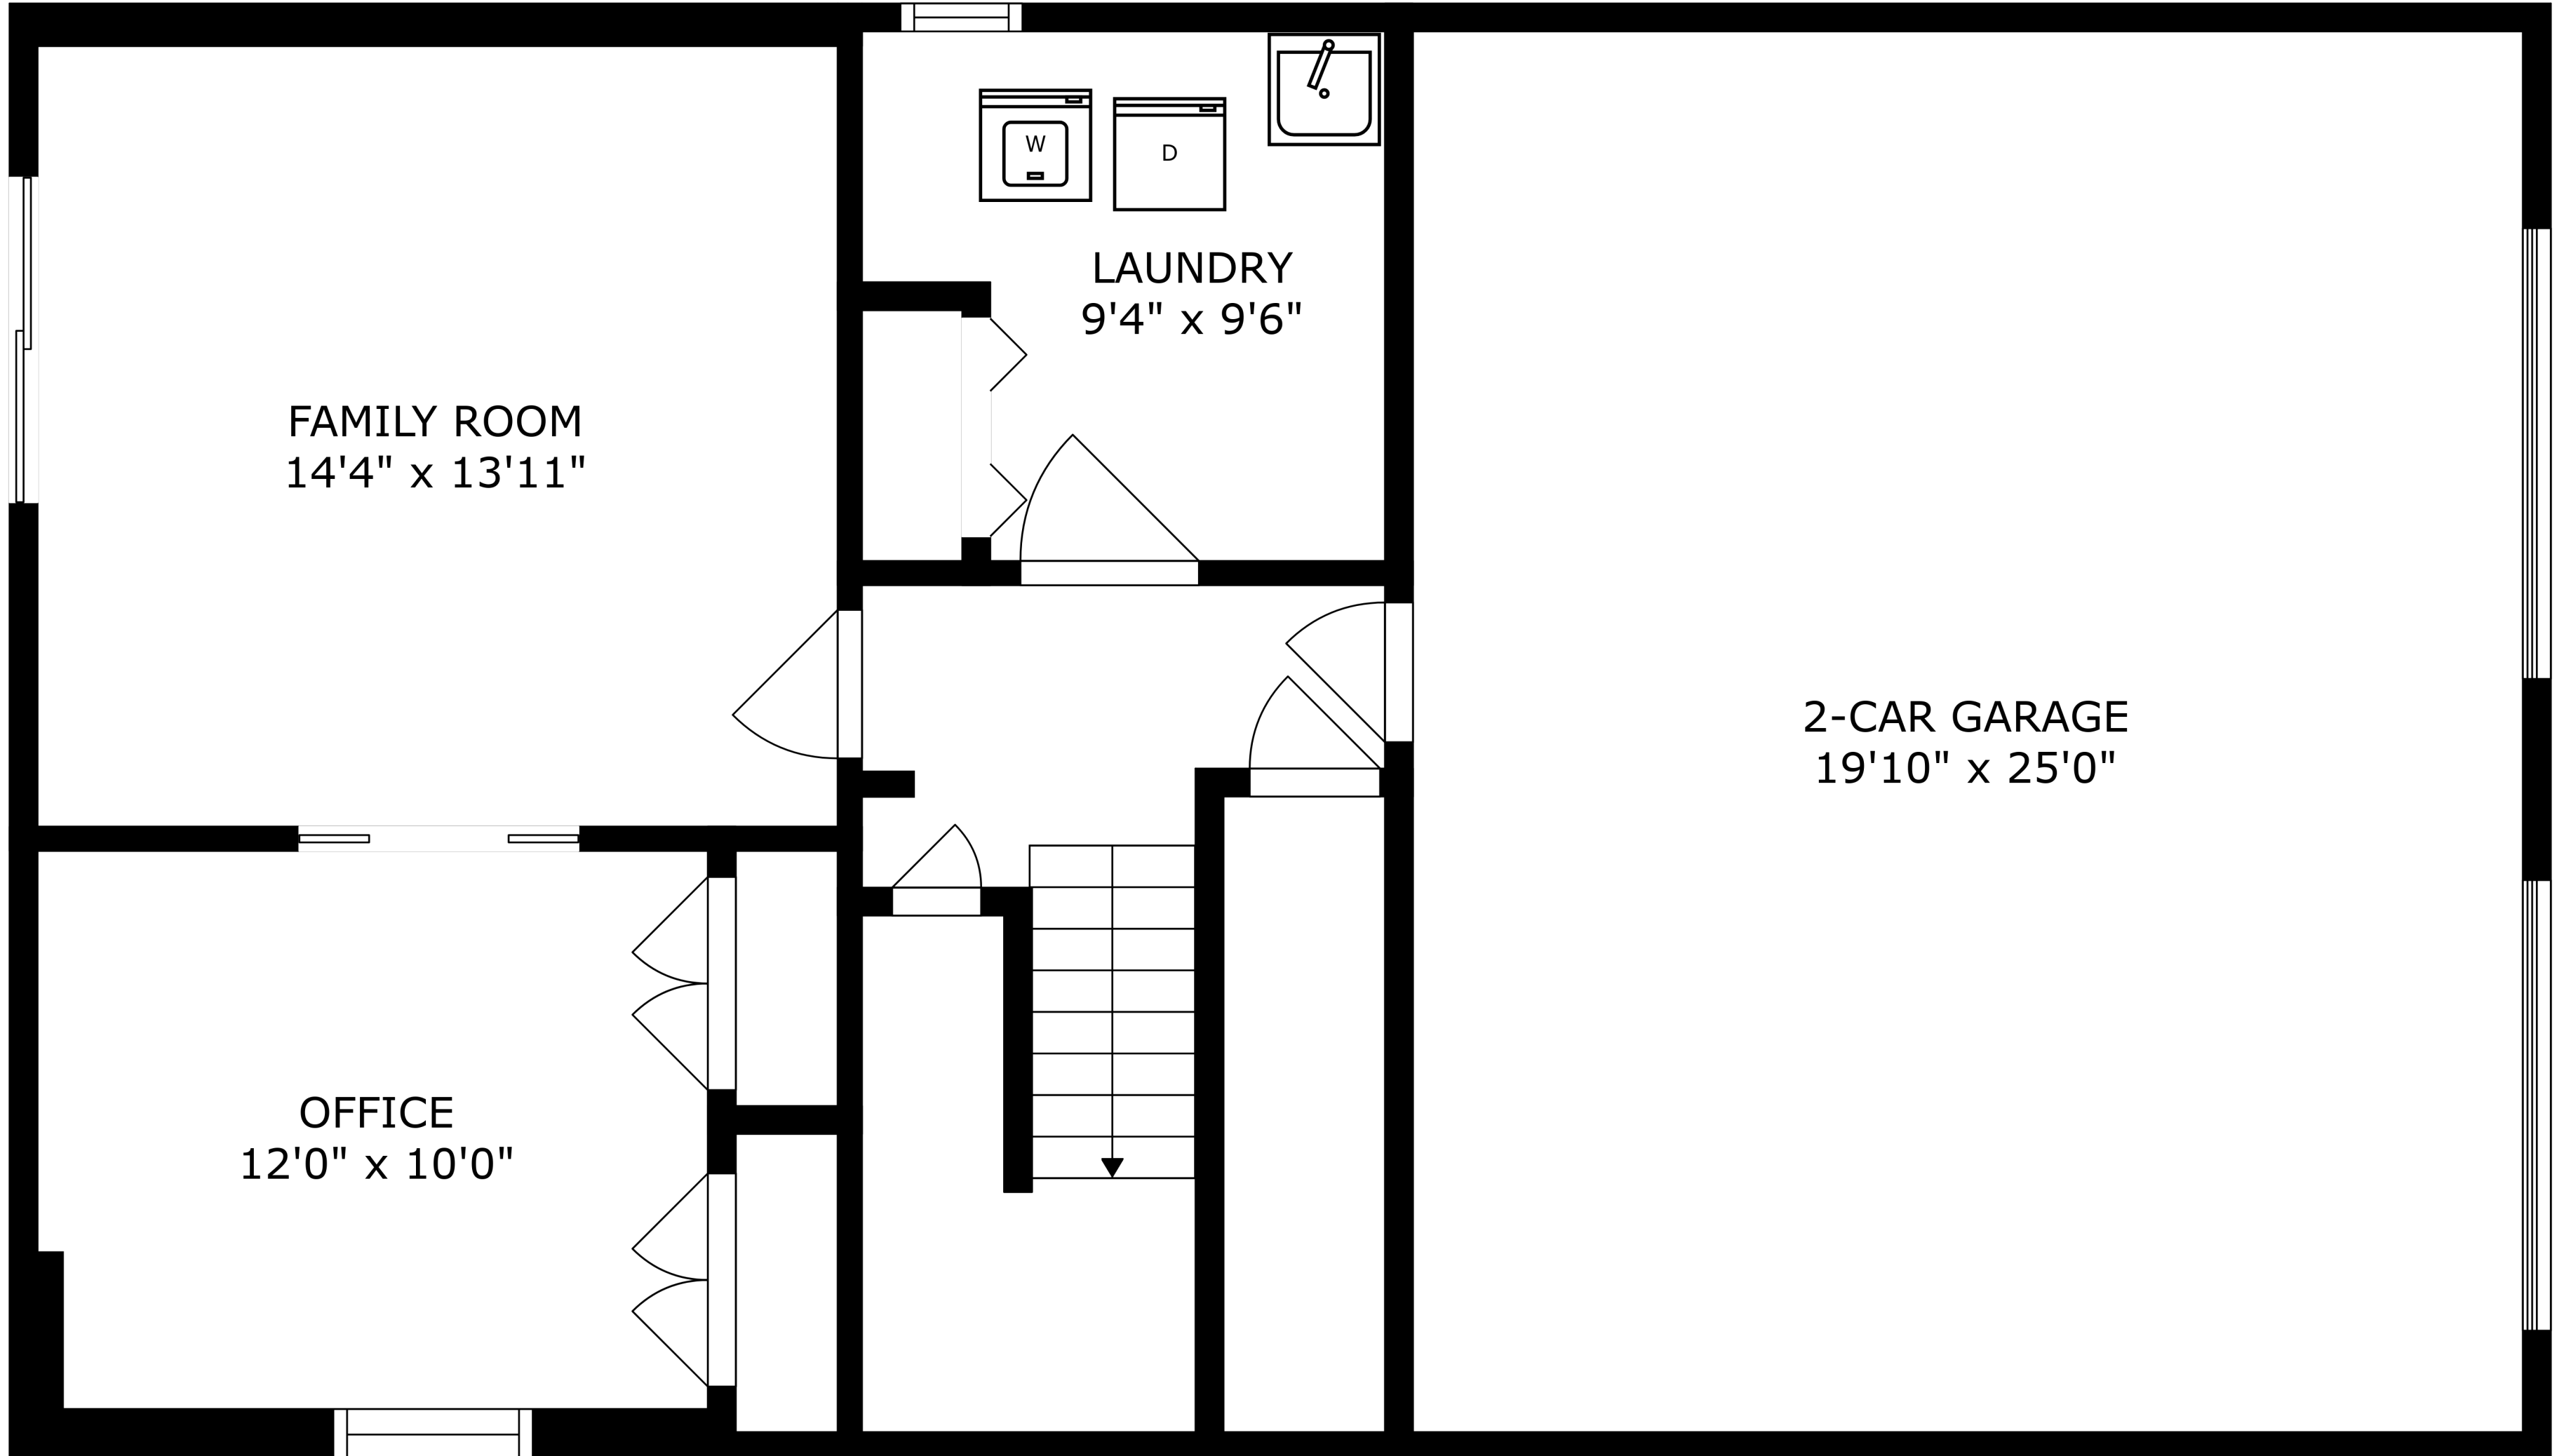 W
D
LAUNDRY
9'4" x 9'6"
FAMILY ROOM
14'4" x 13'11"
2-CAR GARAGE
19'10" x 25'0"
OFFICE
12'0" x 10'0"